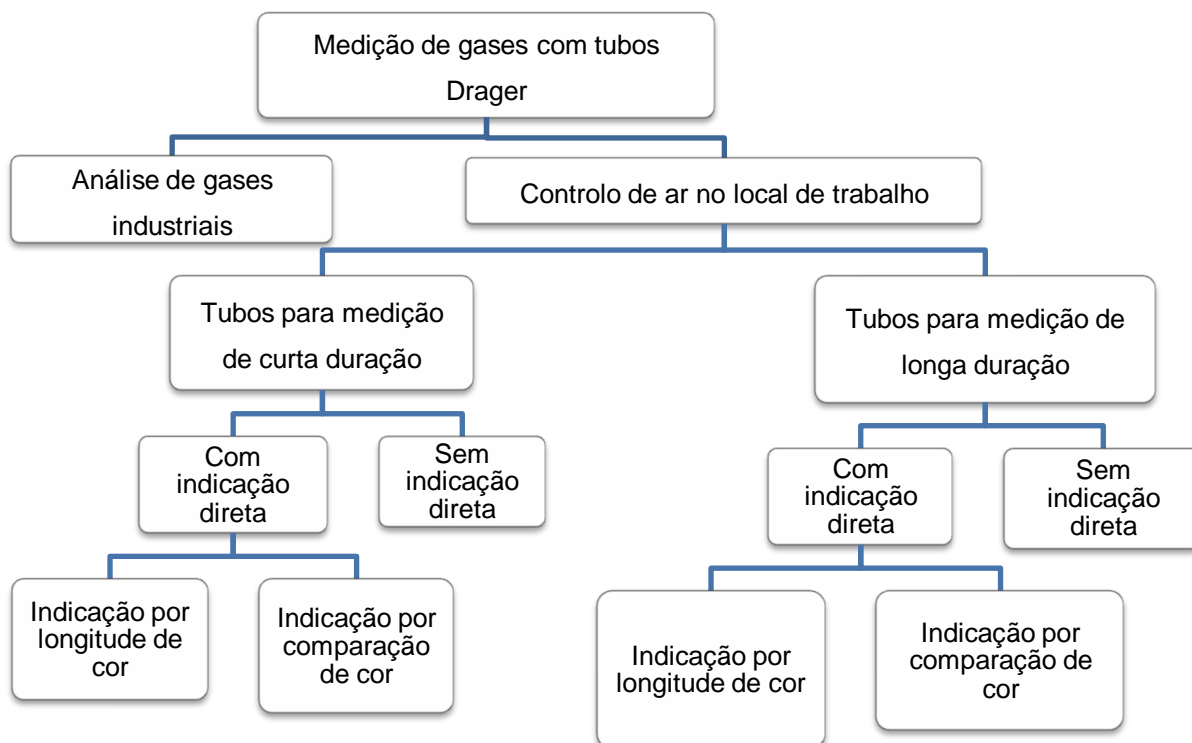 Medição de gases com tubos
Drager
Análise de gases
industriais
Controlo de ar no local de trabalho
Tubos para medição
de curta duração
Tubos para medição de
longa duração
Com
indicação
direta
Sem
indicação
direta
Com
indicação
direta
Sem
indicação
direta
Indicação por
longitude de
cor
Indicação por
comparação
de cor
Indicação por
longitude de cor
Indicação por
comparação de
cor